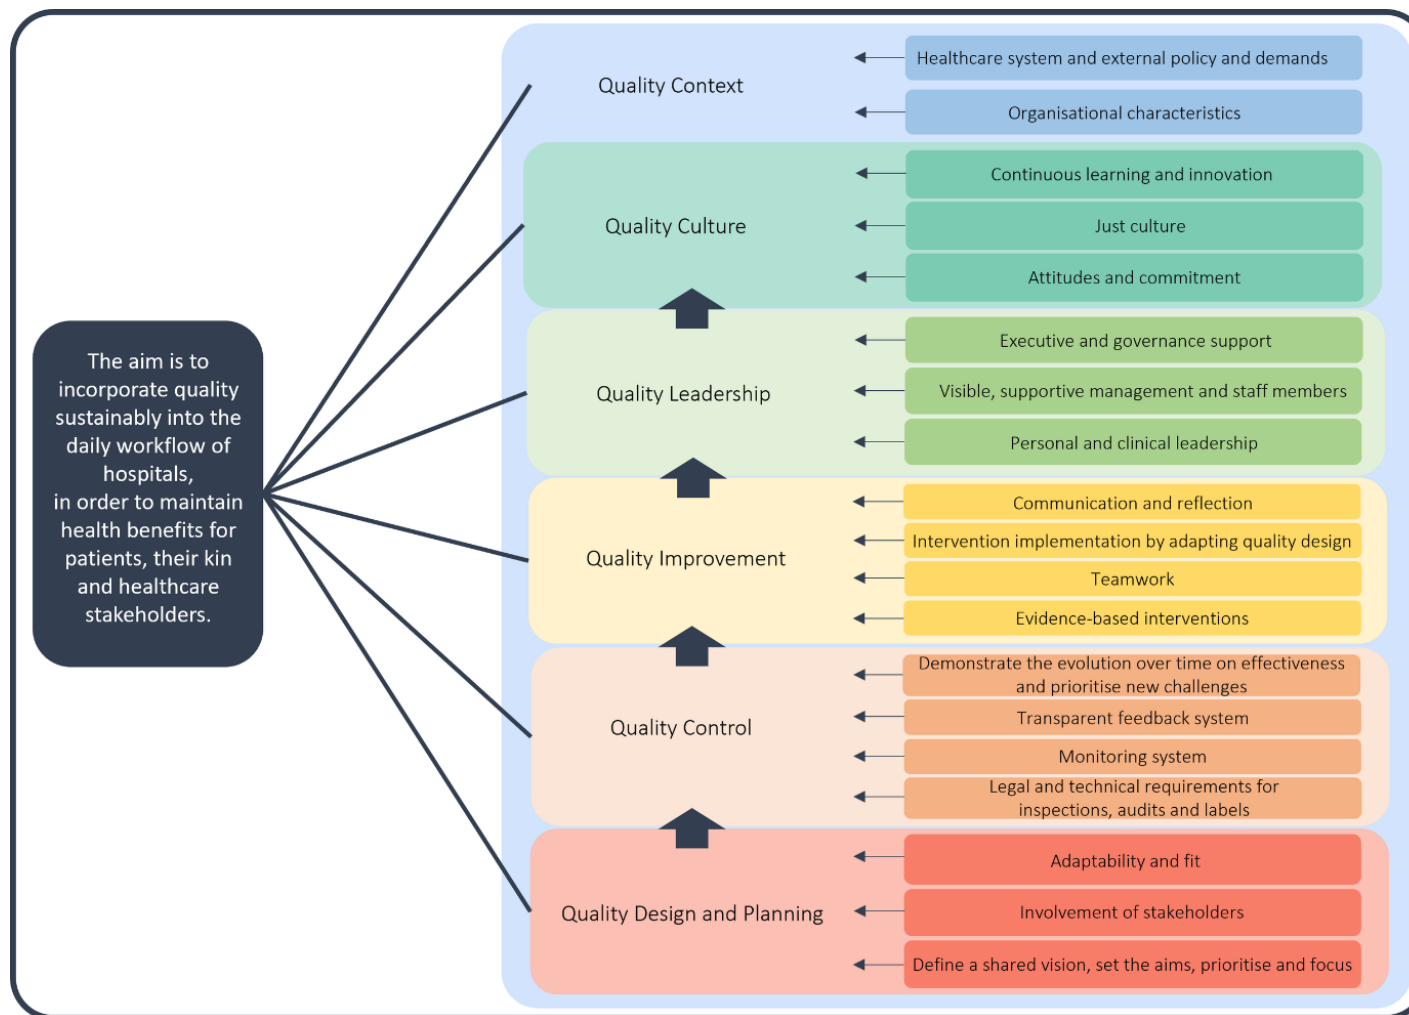 The aim is to
incorporate quality
sustainably into the
daily workflow of
hospitals,
in order to maintain
health benefits for
patients, their kin
and healthcare
stakeholders.
Quality Context
Healthcare system and external policy and demands
Organisational characteristics
Quality Culture
Continuous learning and innovation
Just culture
Attitudes and commitment
Quality Leadership
Executive and governance support
Visible, supportive management and staff members
Personal and clinical leadership
Quality Improvement
Communication and reflection
Intervention implementation by adapting quality design
Teamwork
Evidence-based interventions
Quality Control
Demonstrate the evolution over time on effectiveness
and prioritise new challenges
Transparent feedback system
Monitoring system
Legal and technical requirements for
inspections, audits and labels
Quality Design and Planning
Adaptability and fit
Involvement of stakeholders
Define a shared vision, set the aims, prioritise and focus